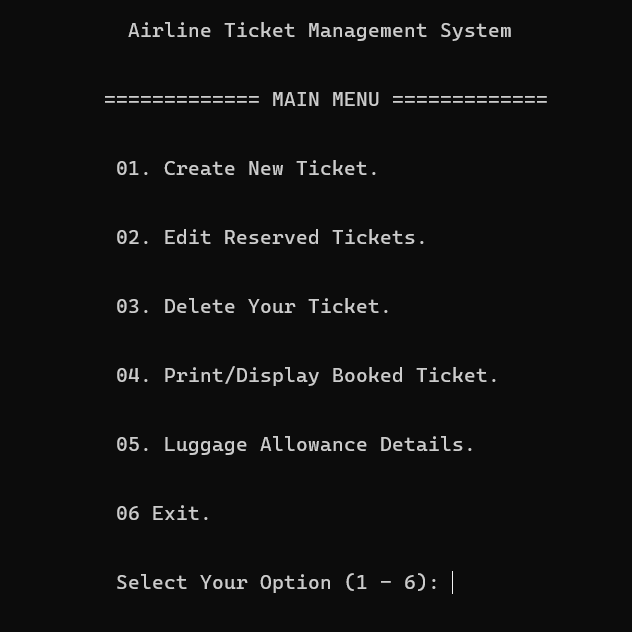 Airline Ticket Management System
============= MAIN MENU =============
01. Create New Ticket.
02. Edit Reserved Tickets.
03. Delete Your Ticket.
04. Print/Display Booked Ticket.
05. Luggage Allowance Details.
06 Exit.
Select Your Option (1 - 6):